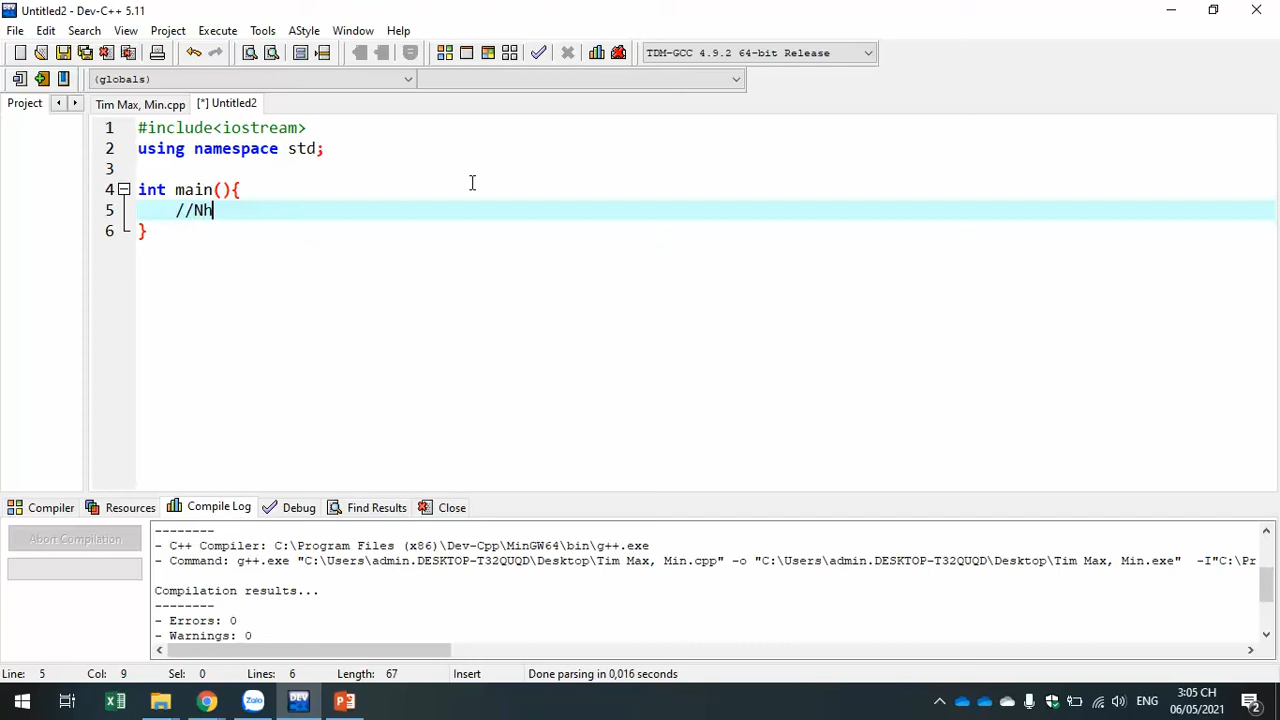 Untitled2 - Dev-C++ 5.11
File Edit Search View Project Execute Tools AStyle Window Help
TDM-GCC 4.9.2 64-bit Release
(globals)
Project Tim Max, Min.cpp [*] Untitled2
1 #include<iostream>
2 using namespace std;
3
4 int main(){
5 //Nh
6 }
Compiler Resources Compile Log Debug Find Results Close
Abort Compilation
--------
- C++ Compiler: C:\Program Files (x86)\Dev-Cpp\MinGW64\bin\g++.exe
- Command: g++.exe "C:\Users\admin.DESKTOP-T32QUQD\Desktop\Tim Max, Min.cpp" -o "C:\Users\admin.DESKTOP-T32QUQD\Desktop\Tim Max, Min.exe" -I"C:\Pr
Compilation results...
--------
- Errors: 0
- Warnings: 0
Line: 5 Col: 9 Sel: 0 Lines: 6 Length: 67 Insert Done parsing in 0,016 seconds
Zalo DEV ENG 3:05 CH
06/05/2021 2